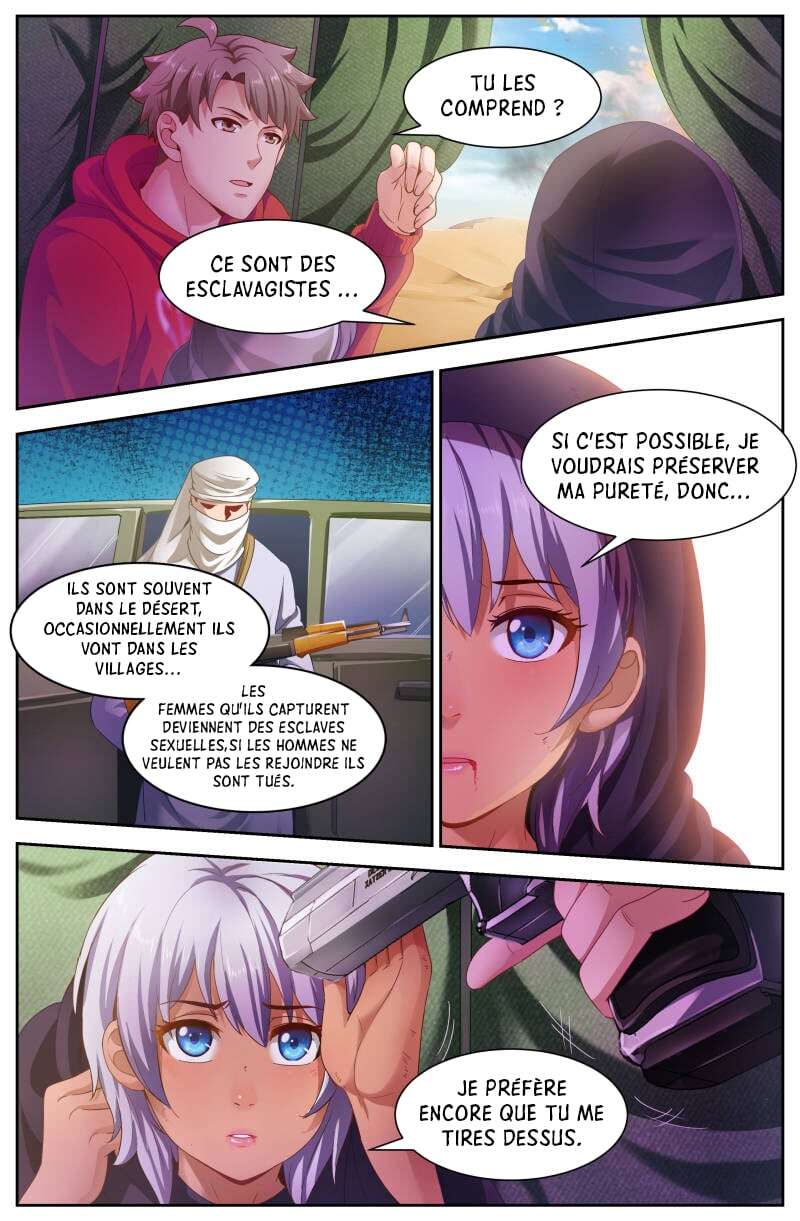 TU LES
COMPREND ?
CE SONT DES
ESCLAVAGISTES ...
ILS SONT SOUVENT
DANS LE DÉSERT,
OCCASIONNELLEMENT ILS
VONT DANS LES
VILLAGES...
LES
FEMMES QU'ILS CAPTURENT
DEVIENNENT DES ESCLAVES
SEXUELLES,SI LES HOMMES NE
VEULENT PAS LES REJOINDRE ILS
SONT TUÉS.
SI C'EST POSSIBLE, JE
VOUDRAIS PRÉSERVER
MA PURETÉ, DONC...
JE PRÉFÈRE
ENCORE QUE TU ME
TIRES DESSUS.